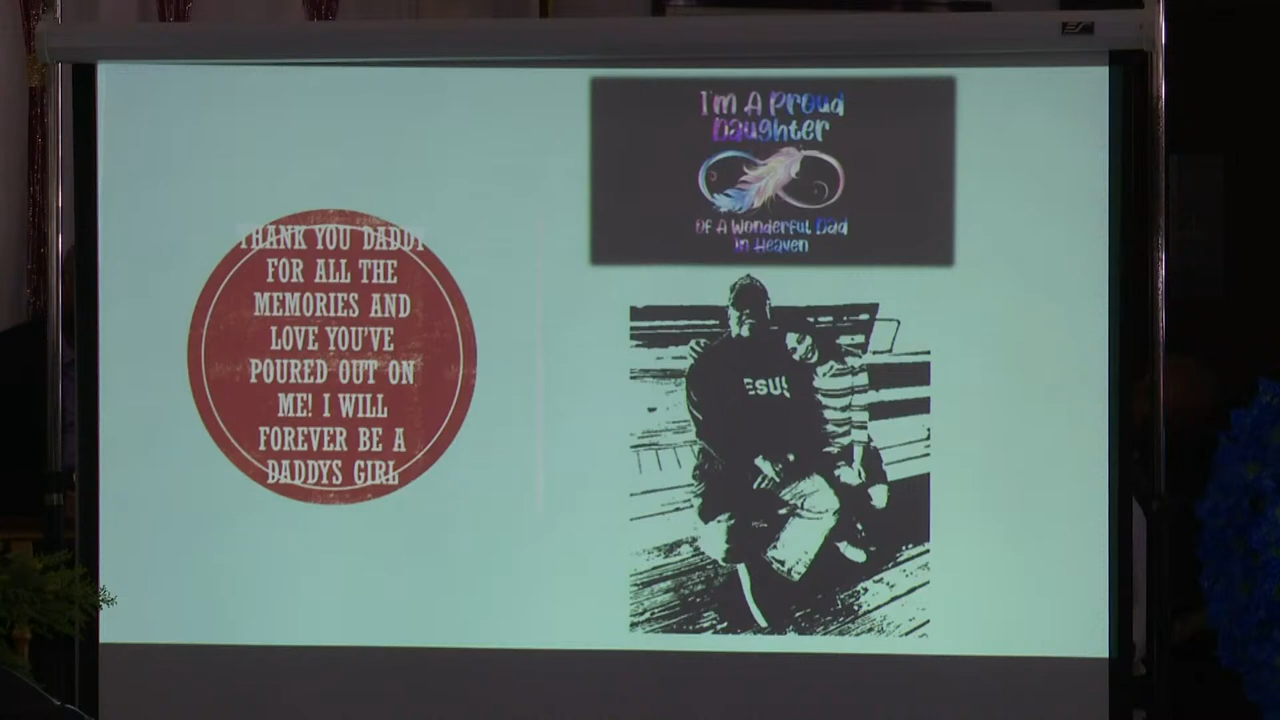 THANK YOU DADDY
FOR ALL THE
MEMORIES AND
LOVE YOU'VE
POURED OUT ON
ME! I WILL
FOREVER BE A
DADDYS GIRL
I'm A Proud
Daughter
Of A Wonderful Dad
In Heaven
ESUS
ES